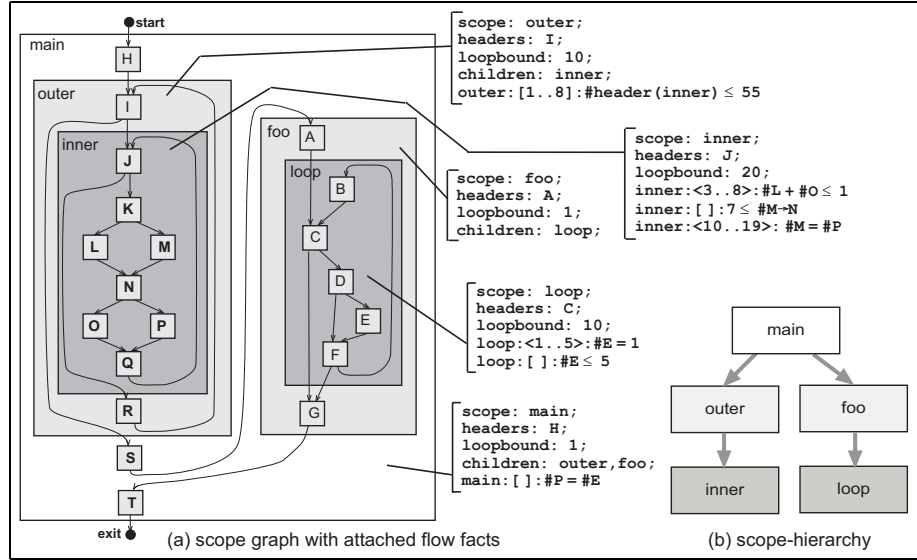 start
main
H
outer
I
inner
J
K
L
M
N
O
P
Q
R
S
T
exit
foo
A
loop
B
C
D
E
F
G
scope: outer;
headers: I;
loopbound: 10;
children: inner;
outer:[1..8]:#header(inner) ≤ 55
scope: inner;
headers: J;
loopbound: 20;
inner:<3..8>:#L + #O ≤ 1
inner:[ ]:7 ≤ #M→N
inner:<10..19>: #M = #P
scope: foo;
headers: A;
loopbound: 1;
children: loop;
scope: loop;
headers: C;
loopbound: 10;
loop:<1..5>:#E = 1
loop:[ ]:#E ≤ 5
scope: main;
headers: H;
loopbound: 1;
children: outer,foo;
main:[ ]:#P = #E
(a) scope graph with attached flow facts
main
outer
foo
inner
loop
(b) scope-hierarchy